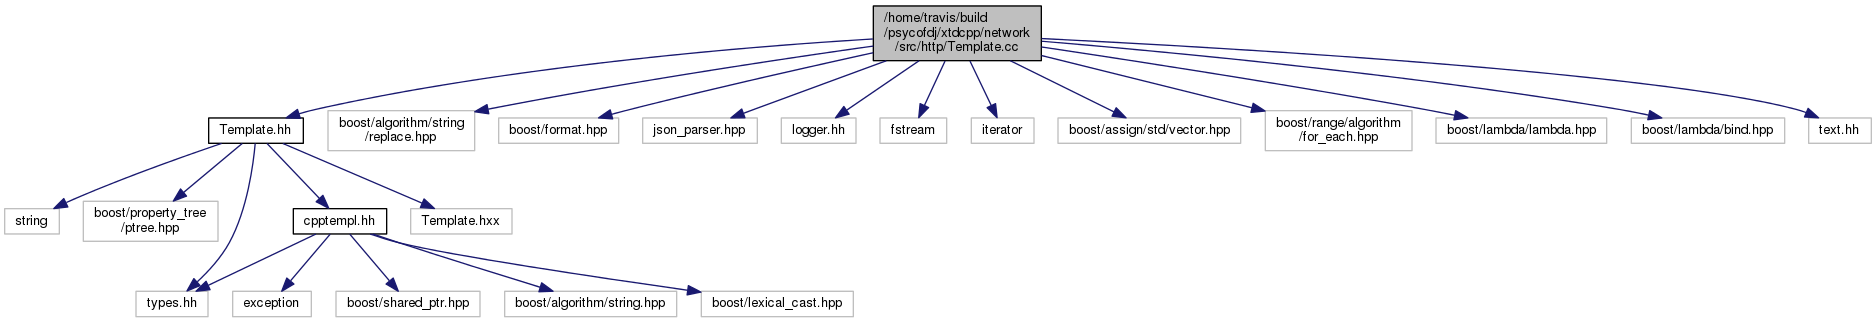 /home/travis/build
/psycofdj/xtdcpp/network
/src/http/Template.cc
Template.hh
boost/algorithm/string
/replace.hpp
boost/format.hpp
json_parser.hpp
logger.hh
fstream
iterator
boost/assign/std/vector.hpp
boost/range/algorithm
/for_each.hpp
boost/lambda/lambda.hpp
boost/lambda/bind.hpp
text.hh
string
boost/property_tree
/ptree.hpp
cpptempl.hh
Template.hxx
types.hh
exception
boost/shared_ptr.hpp
boost/algorithm/string.hpp
boost/lexical_cast.hpp